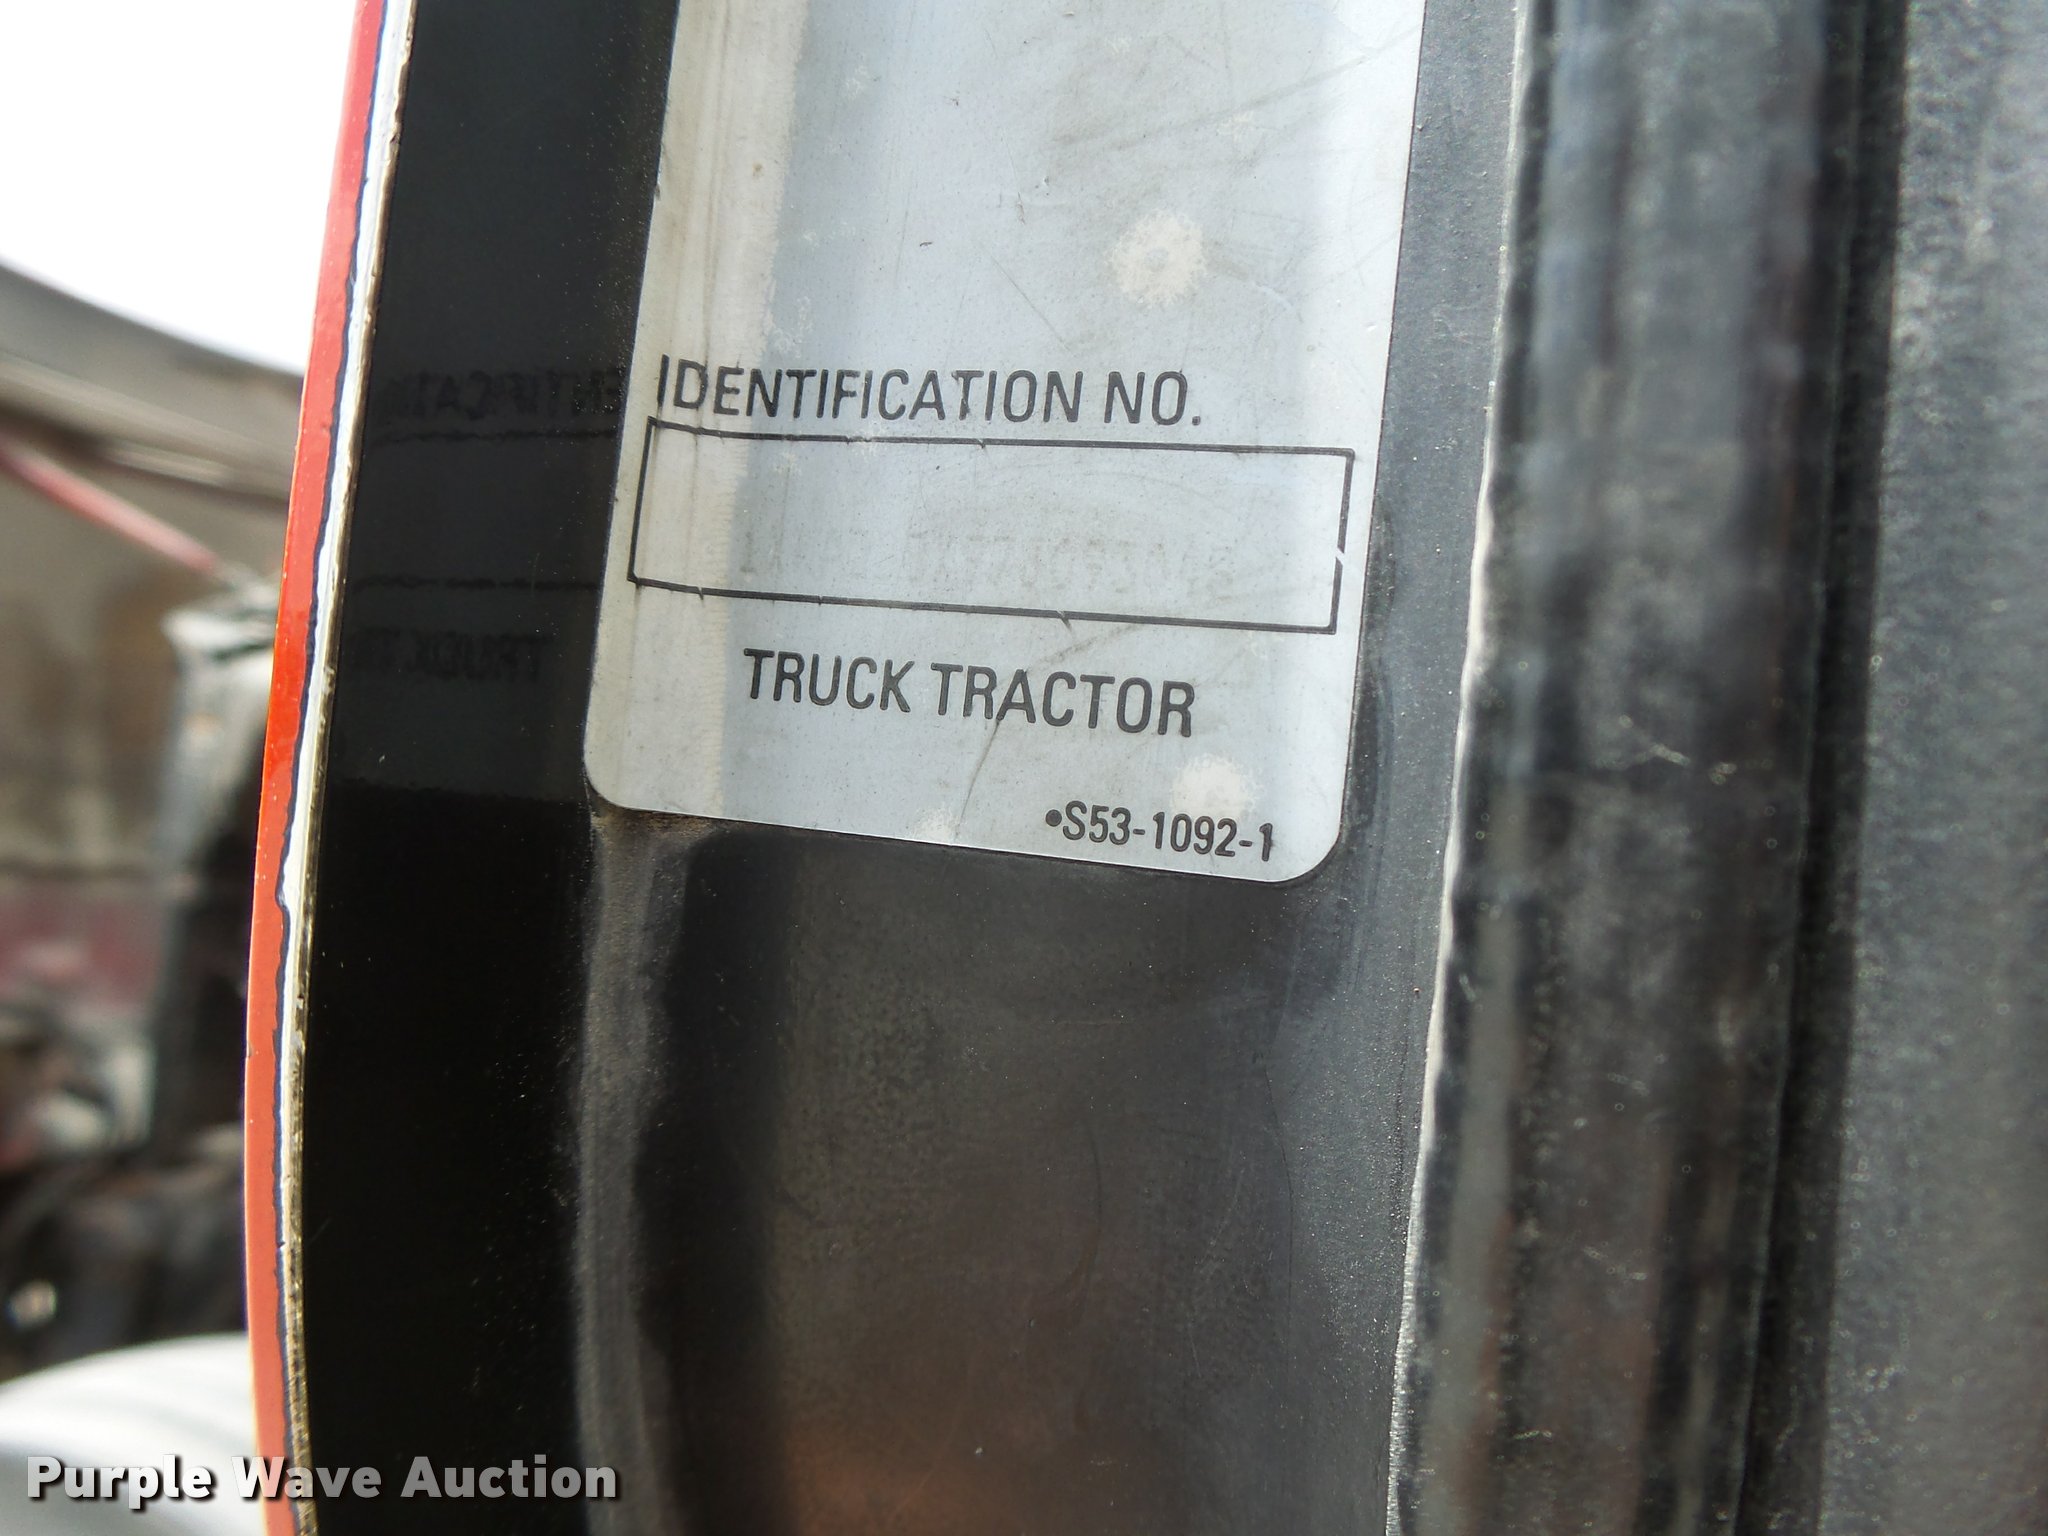 IDENTIFICATION NO.
TRUCK TRACTOR
•S53-1092-1
Purple Wave Auction